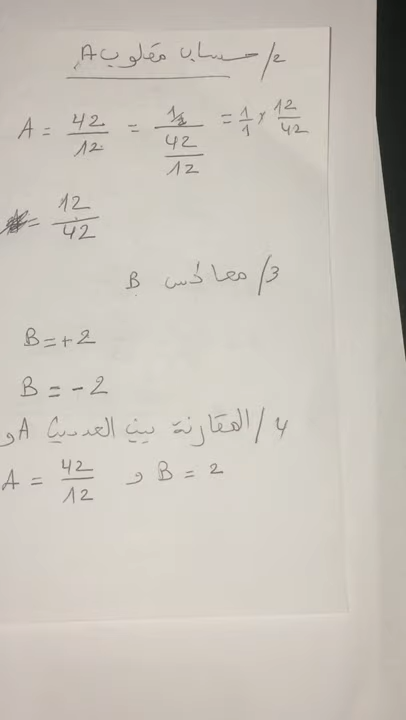 2/ حساب مقلوب A
A = 42/12 = 1/(42/12) = 1/1 × 12/42
= 12/42
3/ معاكس B
B = +2
B = -2
4/ المقارنة بين العددين A و
A = 42/12 و B = 2